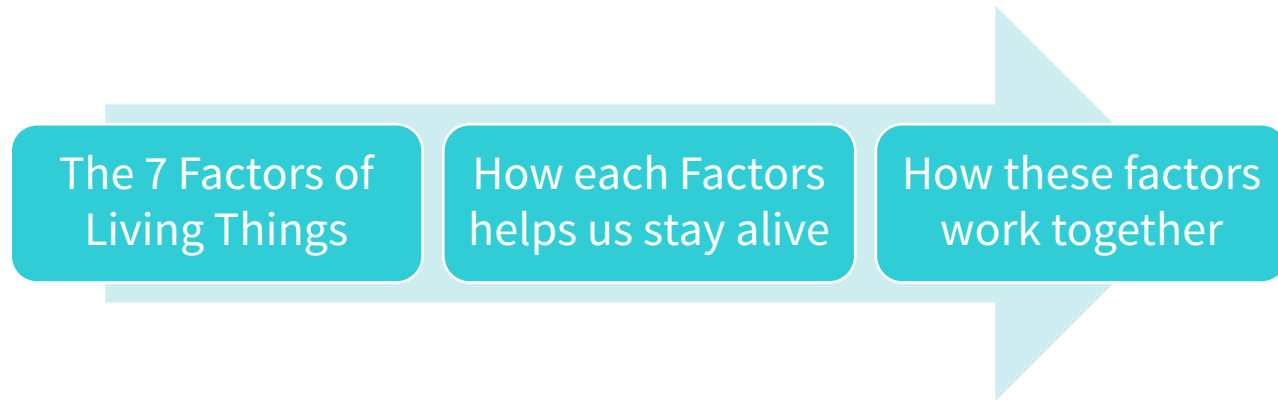 The 7 Factors of
Living Things
How each Factors
helps us stay alive
How these factors
work together